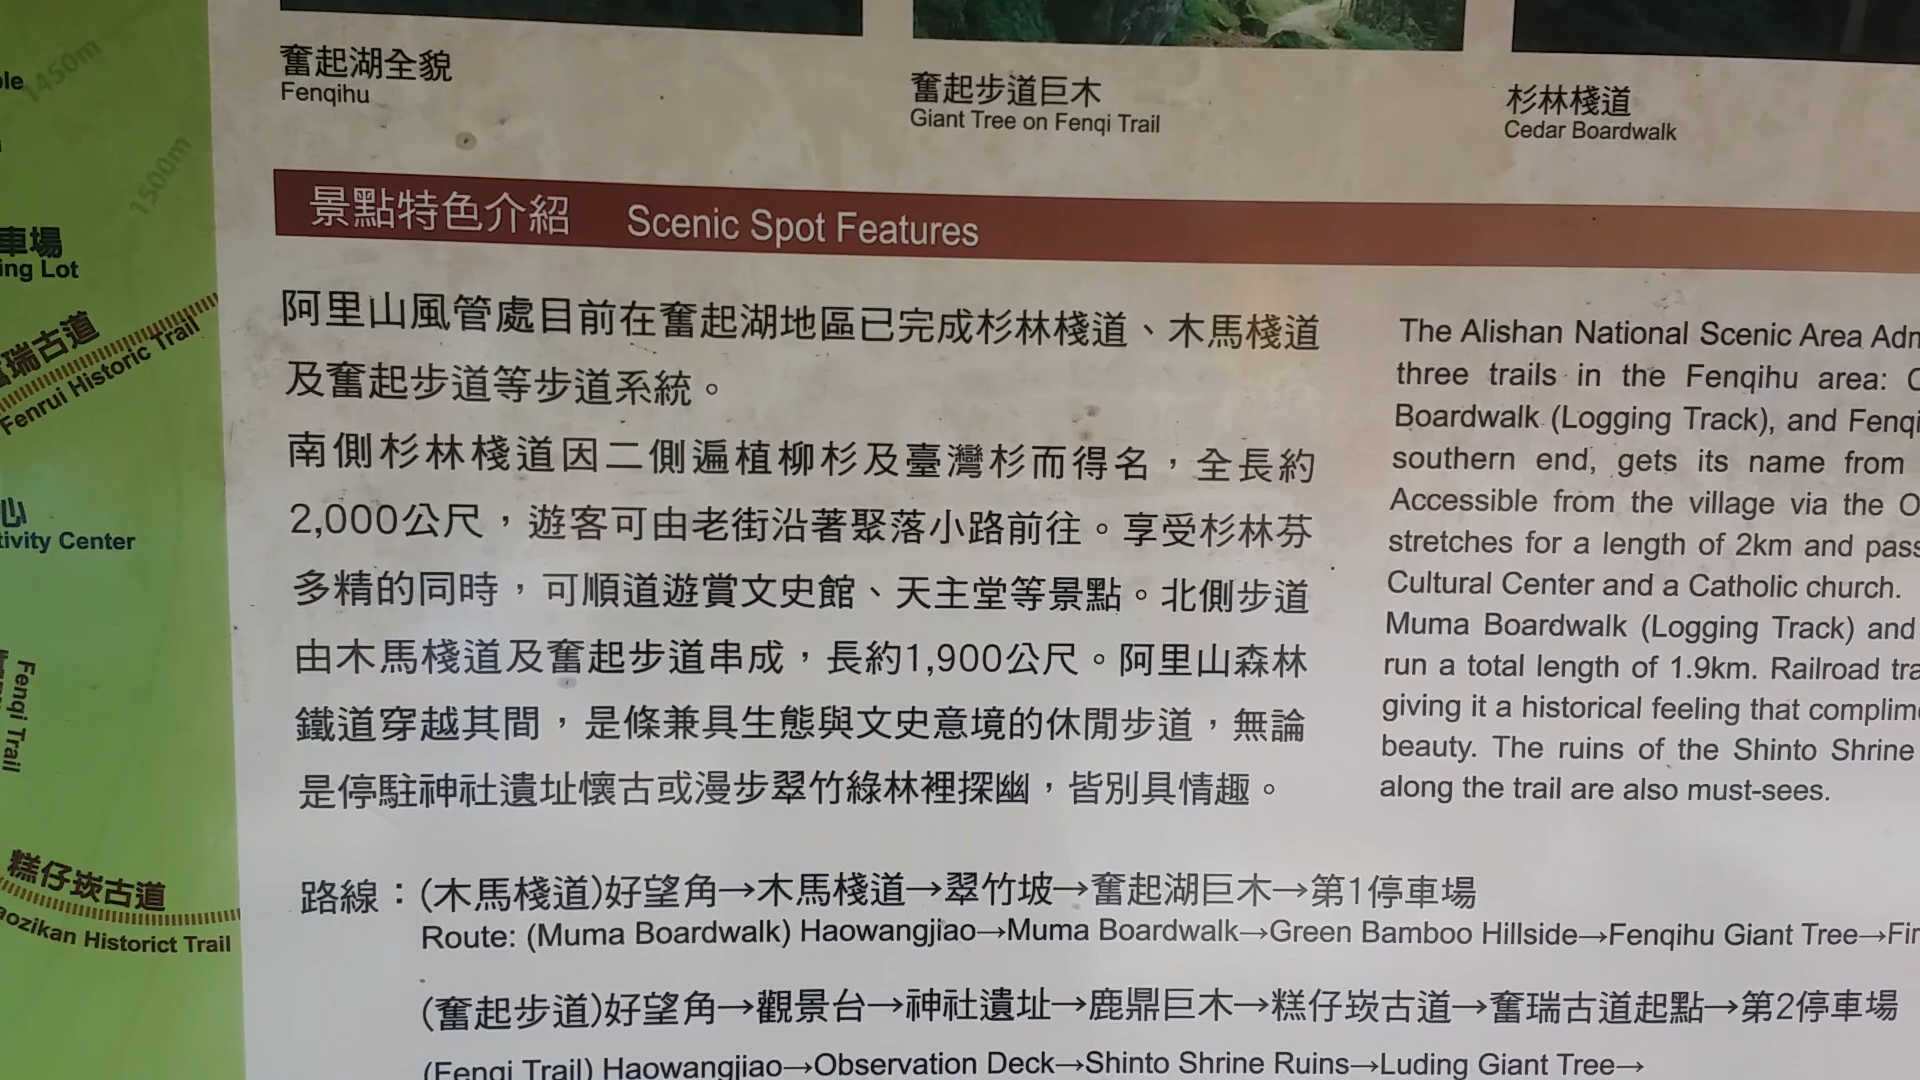 1450m
1500m
車場
ing Lot
瑞古道
Fenrui Historic Trail
心
tivity Center
Fenqi Trail
糕仔崁古道
aozikan Historict Trail
奮起湖全貌
Fenqihu
奮起步道巨木
Giant Tree on Fenqi Trail
杉林棧道
Cedar Boardwalk
景點特色介紹 Scenic Spot Features
阿里山風管處目前在奮起湖地區已完成杉林棧道、木馬棧道
及奮起步道等步道系統。
南側杉林棧道因二側遍植柳杉及臺灣杉而得名，全長約
2,000公尺，遊客可由老街沿著聚落小路前往。享受杉林芬
多精的同時，可順道遊賞文史館、天主堂等景點。北側步道
由木馬棧道及奮起步道串成，長約1,900公尺。阿里山森林
鐵道穿越其間，是條兼具生態與文史意境的休閒步道，無論
是停駐神社遺址懷古或漫步翠竹綠林裡探幽，皆別具情趣。
The Alishan National Scenic Area Adm
three trails in the Fenqihu area: C
Boardwalk (Logging Track), and Fenqi
southern end, gets its name from
Accessible from the village via the O
stretches for a length of 2km and pass
Cultural Center and a Catholic church.
Muma Boardwalk (Logging Track) and
run a total length of 1.9km. Railroad tra
giving it a historical feeling that complime
beauty. The ruins of the Shinto Shrine
along the trail are also must-sees.
路線：(木馬棧道)好望角→木馬棧道→翠竹坡→奮起湖巨木→第1停車場
Route: (Muma Boardwalk) Haowangjiao→Muma Boardwalk→Green Bamboo Hillside→Fenqihu Giant Tree→Fir
(奮起步道)好望角→觀景台→神社遺址→鹿鼎巨木→糕仔崁古道→奮瑞古道起點→第2停車場
(Fenqi Trail) Haowangjiao→Observation Deck→Shinto Shrine Ruins→Luding Giant Tree→